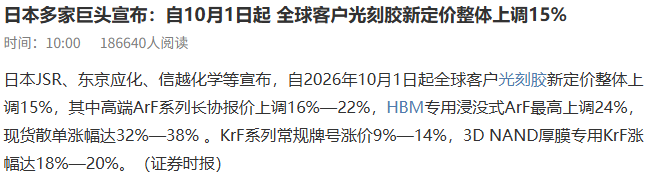 日本多家巨头宣布：自10月1日起 全球客户光刻胶新定价整体上调15%
时间：10:00 186640人阅读
日本JSR、东京应化、信越化学等宣布，自2026年10月1日起全球客户光刻胶新定价整体上
调15%，其中高端ArF系列长协报价上调16%—22%，HBM专用浸没式ArF最高上调24%，
现货散单涨幅达32%—38% 。KrF系列常规牌号涨价9%—14%，3D NAND厚膜专用KrF涨
幅达18%—20%。（证券时报）